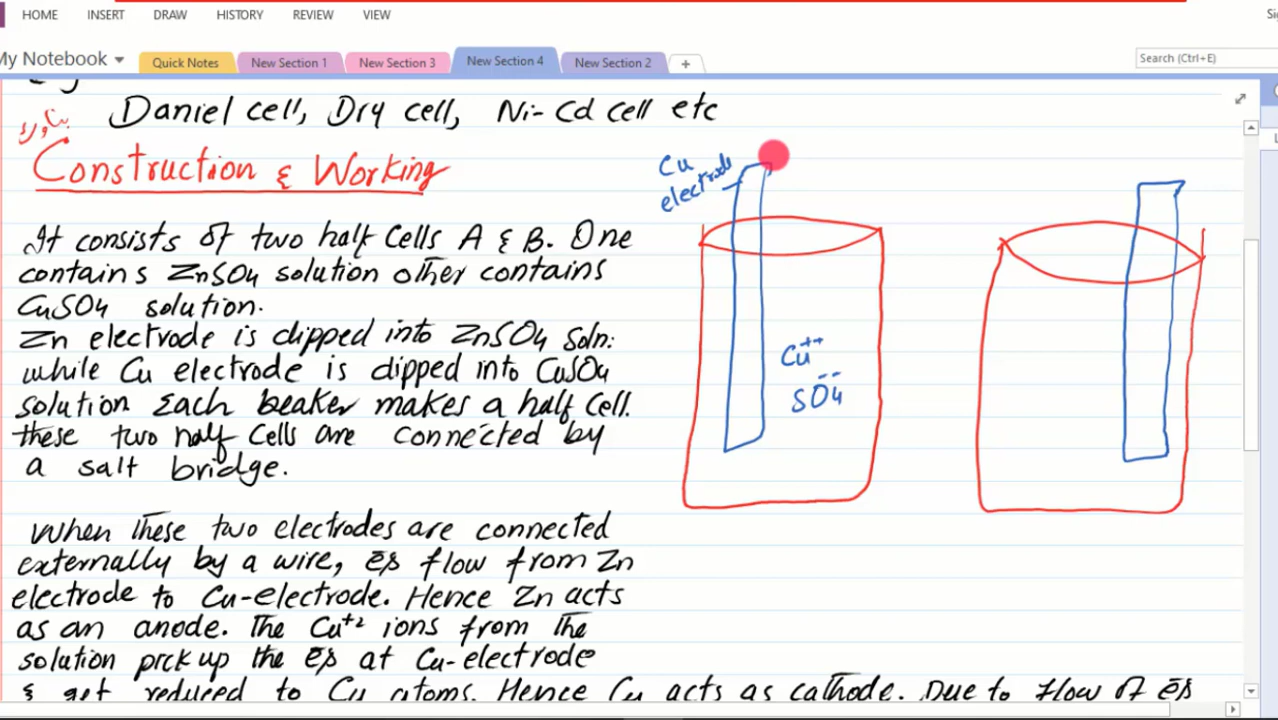 HOME INSERT DRAW HISTORY REVIEW VIEW
My Notebook Quick Notes New Section 1 New Section 3 New Section 4 New Section 2 + Search (Ctrl+E)
Daniel cell, Dry cell, Ni-Cd cell etc
Construction & Working
It consists of two half Cells A & B. One
contains ZnSO4 solution other contains
CuSO4 solution.
Zn electrode is dipped into ZnSO4 Soln:
while Cu electrode is dipped into CuSO4
solution Each beaker makes a half Cell.
these two half Cells are connected by
a salt bridge.
When these two electrodes are connected
externally by a wire, ēs flow from Zn
electrode to Cu-electrode. Hence Zn acts
as an anode. The Cu⁺² ions from the
solution pick up the ēs at Cu-electrode
& get reduced to Cu atoms. Hence Cu acts as cathode. Due to flow of ēs
Cu
electrode
Cu⁺⁺
SO4⁻⁻